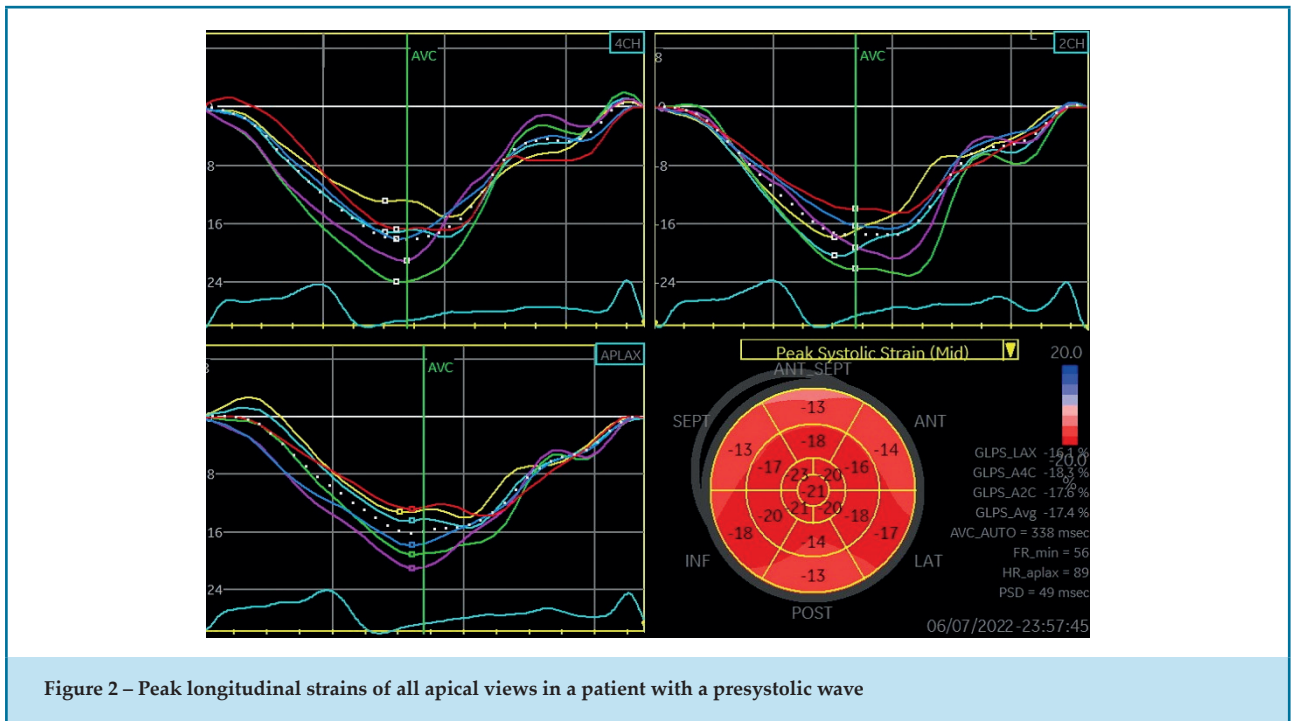 4CH
AVC
8
16
24
L
2CH
AVC
8
0
8
-16
-24
APLAX
AVC
8
8
16
24
Peak Systolic Strain (Mid)
20.0
ANT_SEPT
SEPT
ANT
-13
-13
-14
-18
-17
-16
-23
-20
-21
-21
-20
-20
-18
-18
-17
-14
-13
INF
LAT
POST
GLPS_LAX -16.1 %
-20.0
GLPS_A4C -18.3 %
%
GLPS_A2C -17.6 %
GLPS_Avg -17.4 %
AVC_AUTO = 338 msec
FR_min = 56
HR_aplax = 89
PSD = 49 msec
06/07/2022-23:57:45
Figure 2 – Peak longitudinal strains of all apical views in a patient with a presystolic wave